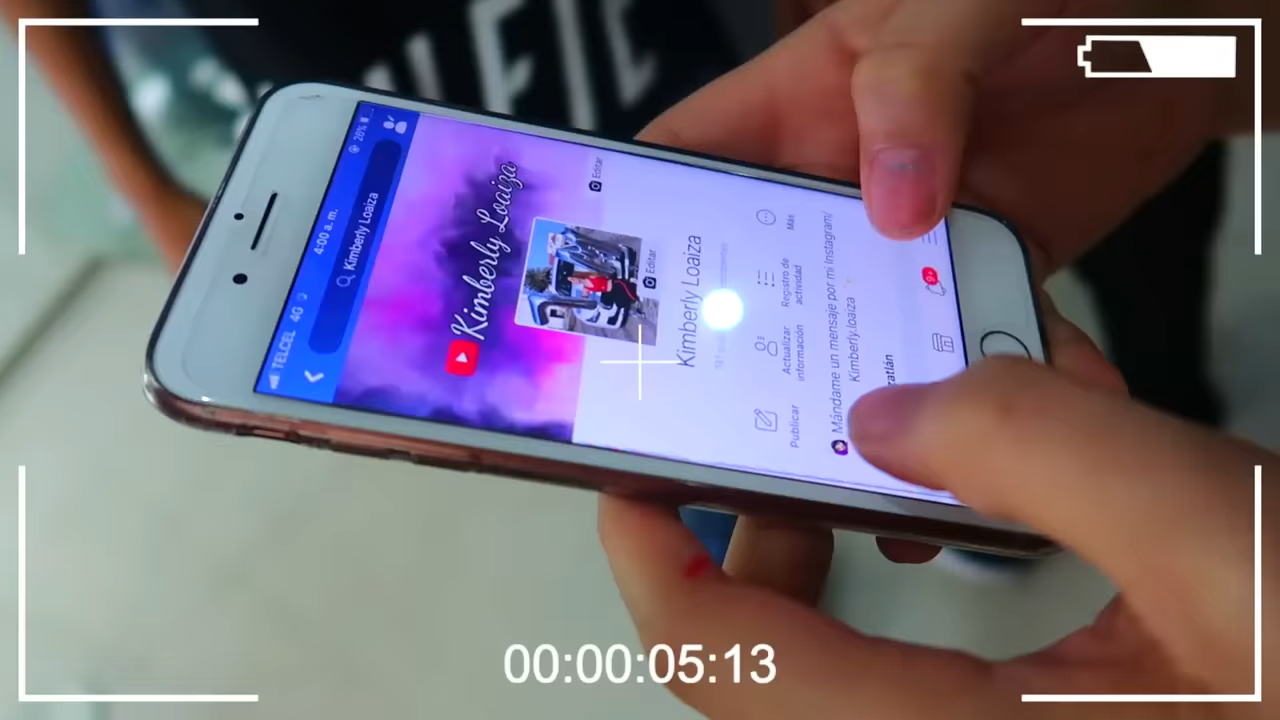 TELCEL 4G
4:00 a. m.
26%
Kimberly Loaiza
Kimberly Loaiza
Editar
Editar
Kimberly Loaiza
Publicar
Actualizar
información
Registro de
actividad
Más
Mándame un mensaje por mi Instagram/
Kimberly.loaiza
9+
00:00:05:13